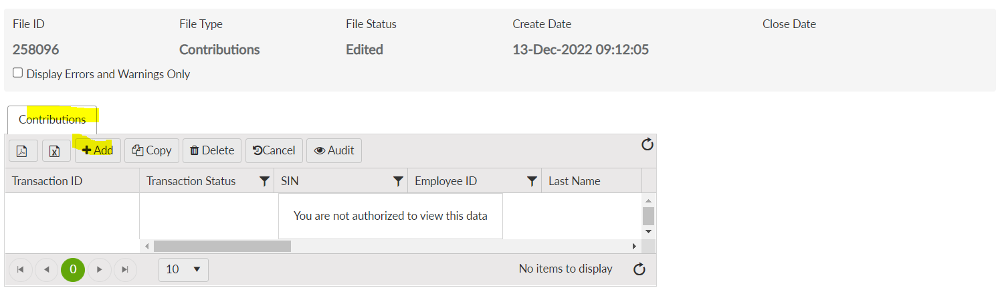 File ID File Type File Status Create Date Close Date
258096 Contributions Edited 13-Dec-2022 09:12:05
Display Errors and Warnings Only
Contributions
Add Copy Delete Cancel Audit
Transaction ID Transaction Status SIN Employee ID Last Name
You are not authorized to view this data
0 10 No items to display